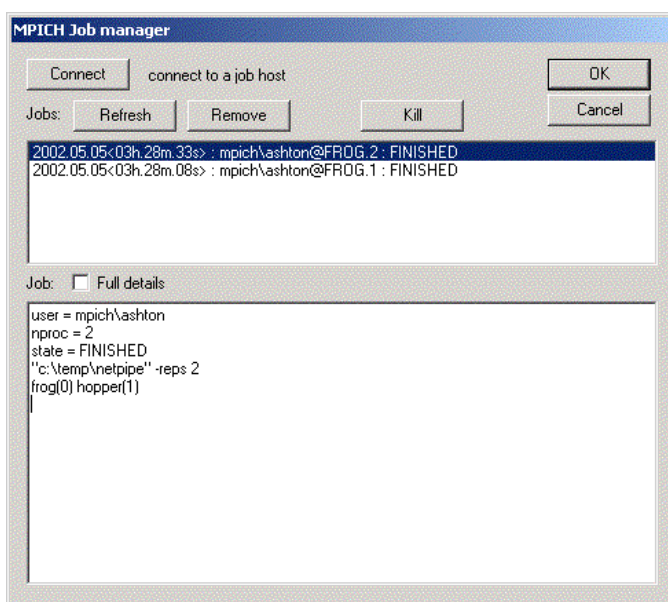 MPICH Job manager
Connect connect to a job host OK
Jobs: Refresh Remove Kill Cancel
2002.05.05<03h.28m.33s> : mpich\ashton@FROG.2 : FINISHED
2002.05.05<03h.28m.08s> : mpich\ashton@FROG.1 : FINISHED
Job: Full details
user = mpich\ashton
nproc = 2
state = FINISHED
"c:\temp\netpipe" -reps 2
frog(0) hopper(1)